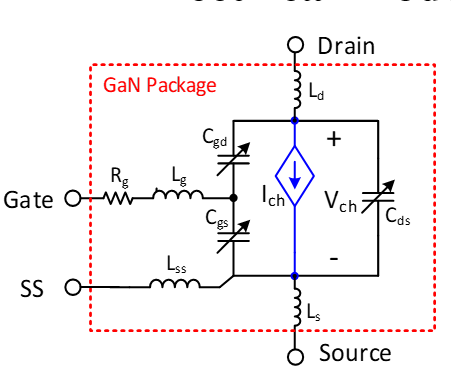 Drain
GaN Package
Ld
Cgd
+
Rg
Lg
Gate
Ich
Vch
Cgs
Cds
Lss
-
SS
Ls
Source